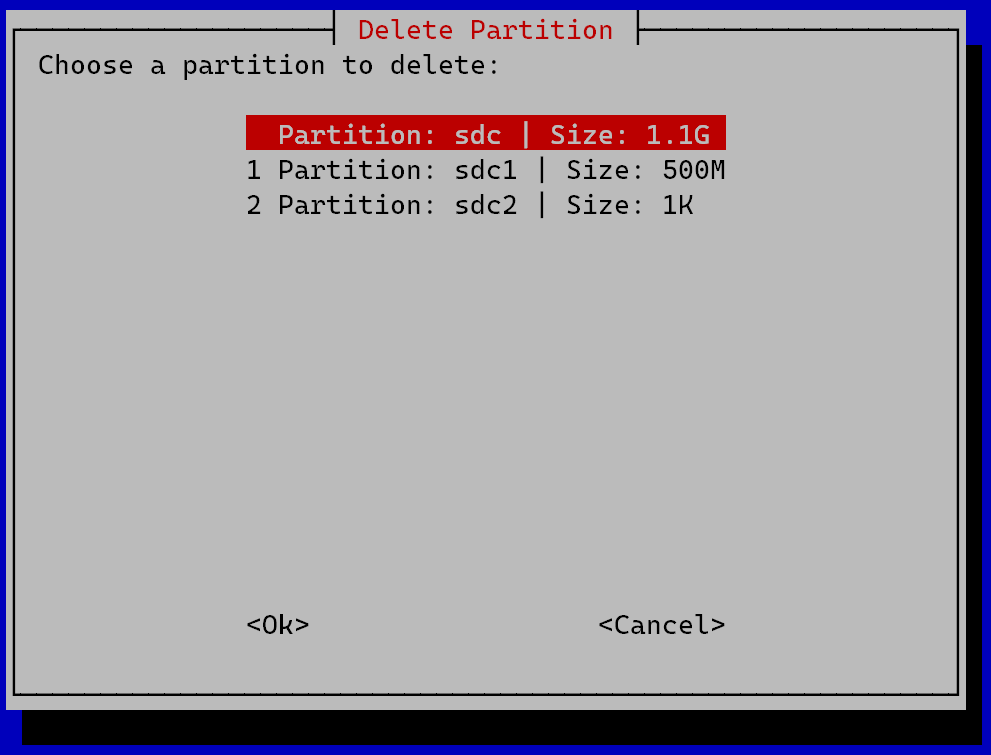 Delete Partition
Choose a partition to delete:
Partition: sdc | Size: 1.1G
1 Partition: sdc1 | Size: 500M
2 Partition: sdc2 | Size: 1K
<Ok> <Cancel>